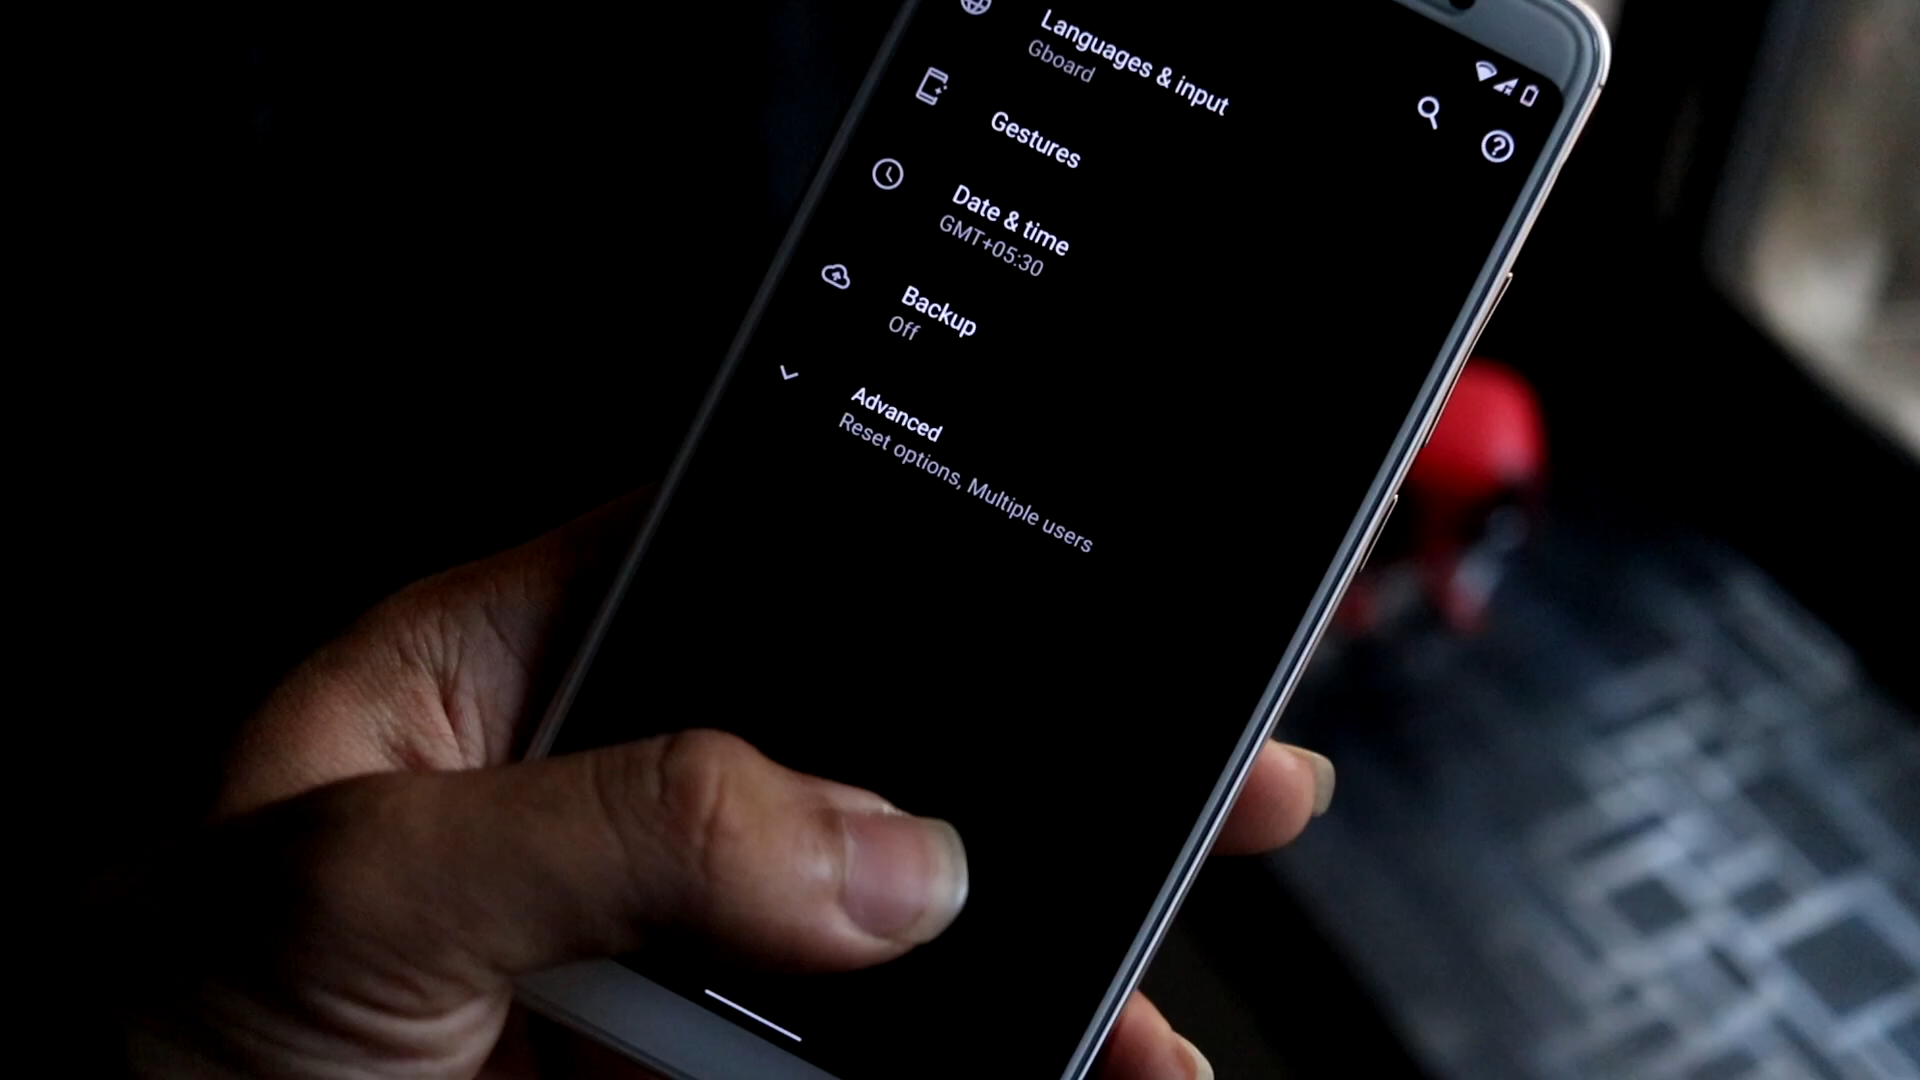 Languages & input
Gboard
Gestures
Date & time
GMT+05:30
Backup
Off
Advanced
Reset options, Multiple users